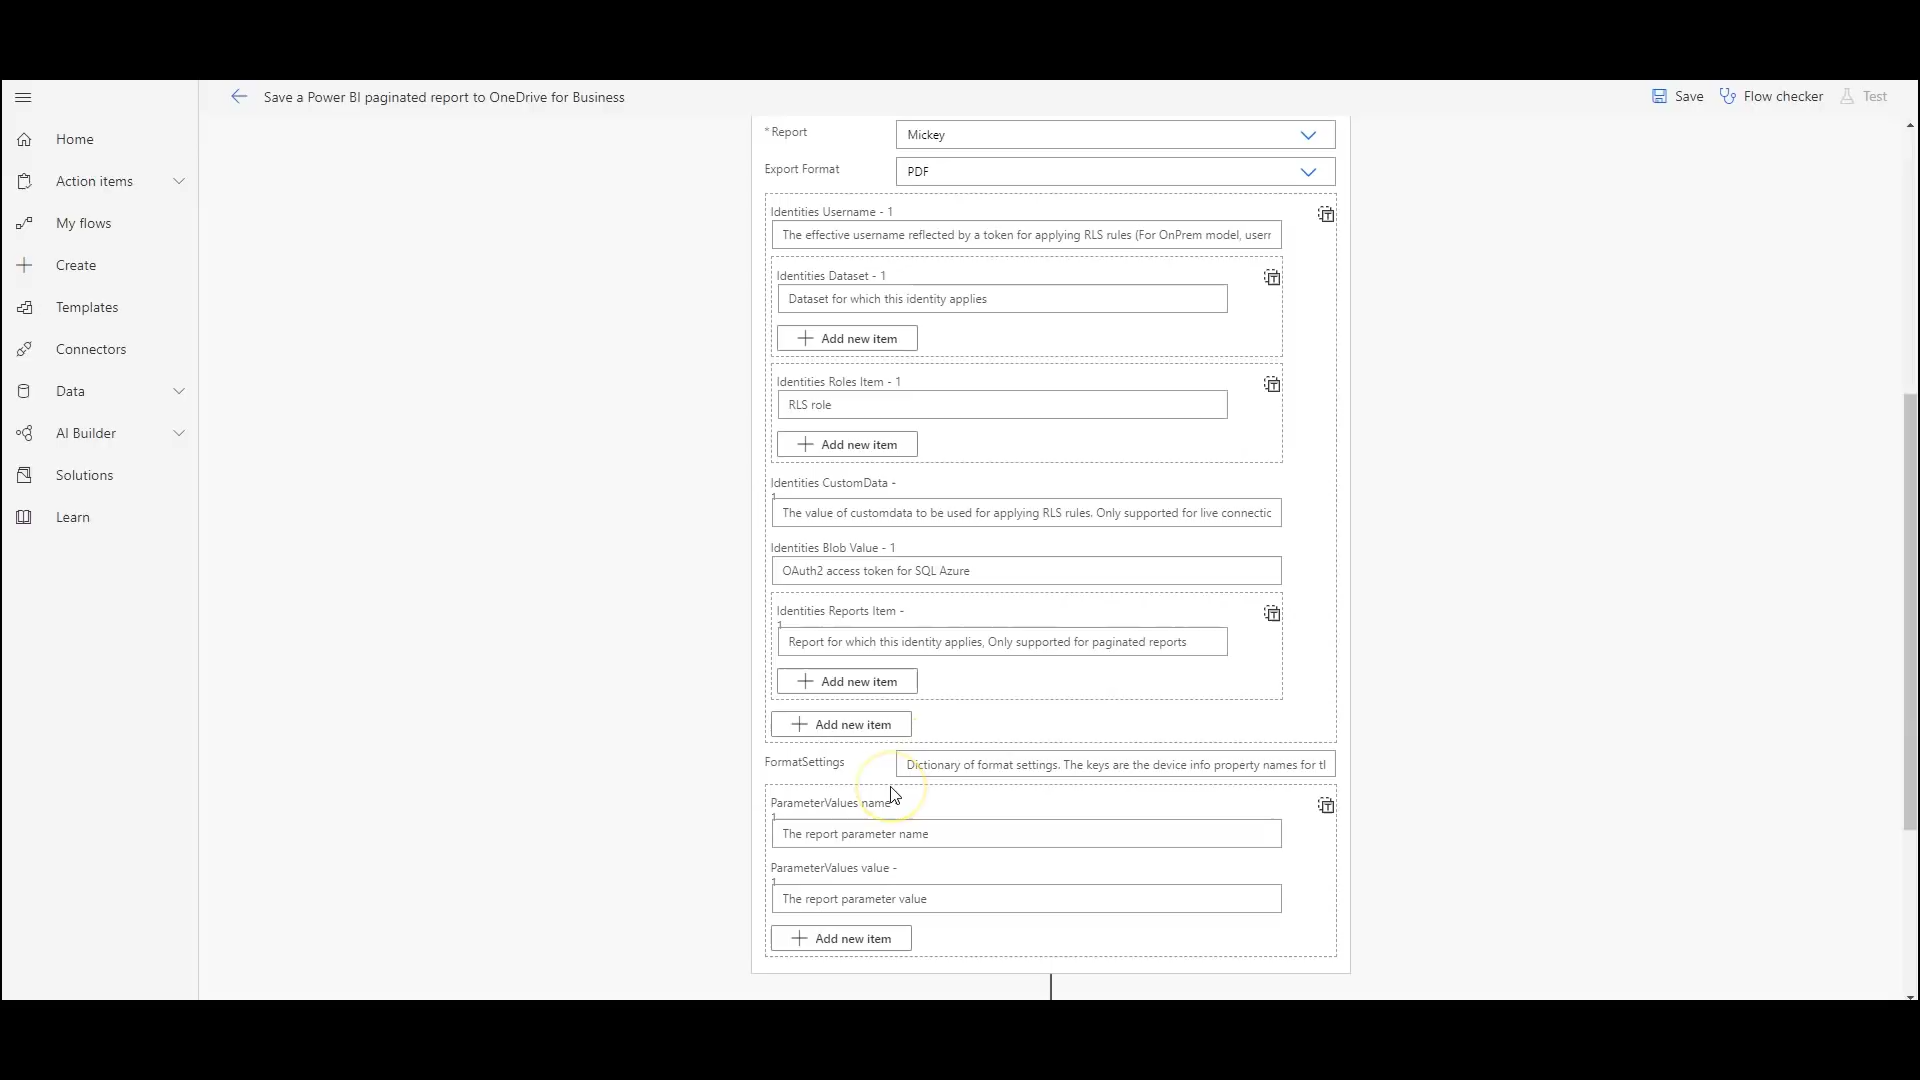 Save a Power BI paginated report to OneDrive for Business
Save
Flow checker
Test
Home
Action items
My flows
Create
Templates
Connectors
Data
AI Builder
Solutions
Learn
* Report
Mickey
Export Format
PDF
Identities Username - 1
The effective username reflected by a token for applying RLS rules (For OnPrem model, userr
Identities Dataset - 1
Dataset for which this identity applies
Add new item
Identities Roles Item - 1
RLS role
Add new item
Identities CustomData -
1
The value of customdata to be used for applying RLS rules. Only supported for live connectic
Identities Blob Value - 1
OAuth2 access token for SQL Azure
Identities Reports Item -
1
Report for which this identity applies, Only supported for paginated reports
Add new item
Add new item
FormatSettings
Dictionary of format settings. The keys are the device info property names for tl
ParameterValues name
1
The report parameter name
ParameterValues value -
1
The report parameter value
Add new item